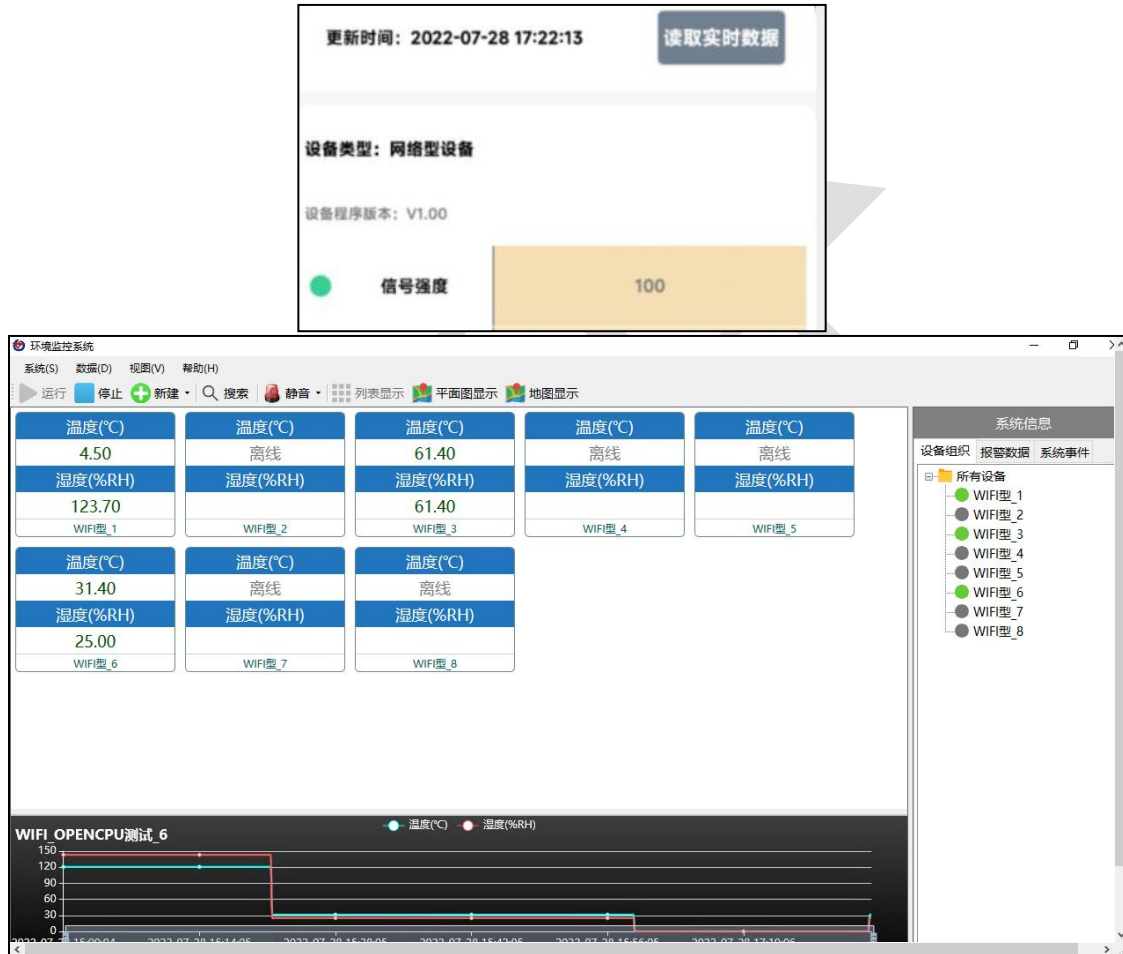 更新时间：2022-07-28 17:22:13 读取实时数据
设备类型：网络型设备
设备程序版本：V1.00
信号强度 100
环境监控系统
系统(S) 数据(D) 视图(V) 帮助(H)
运行 停止 新建 搜索 静音 列表显示 平面图显示 地图显示
温度(℃) 温度(℃) 温度(℃) 温度(℃) 温度(℃)
4.50 离线 61.40 离线 离线
湿度(%RH) 湿度(%RH) 湿度(%RH) 湿度(%RH) 湿度(%RH)
123.70 61.40
WIFI型_1 WIFI型_2 WIFI型_3 WIFI型_4 WIFI型_5
温度(℃) 温度(℃) 温度(℃)
31.40 离线 离线
湿度(%RH) 湿度(%RH) 湿度(%RH)
25.00
WIFI型_6 WIFI型_7 WIFI型_8
系统信息
设备组织 报警数据 系统事件
所有设备
WIFI型_1
WIFI型_2
WIFI型_3
WIFI型_4
WIFI型_5
WIFI型_6
WIFI型_7
WIFI型_8
WIFI_OPENCPU测试_6
温度(℃) 湿度(%RH)
150
120
90
60
30
0